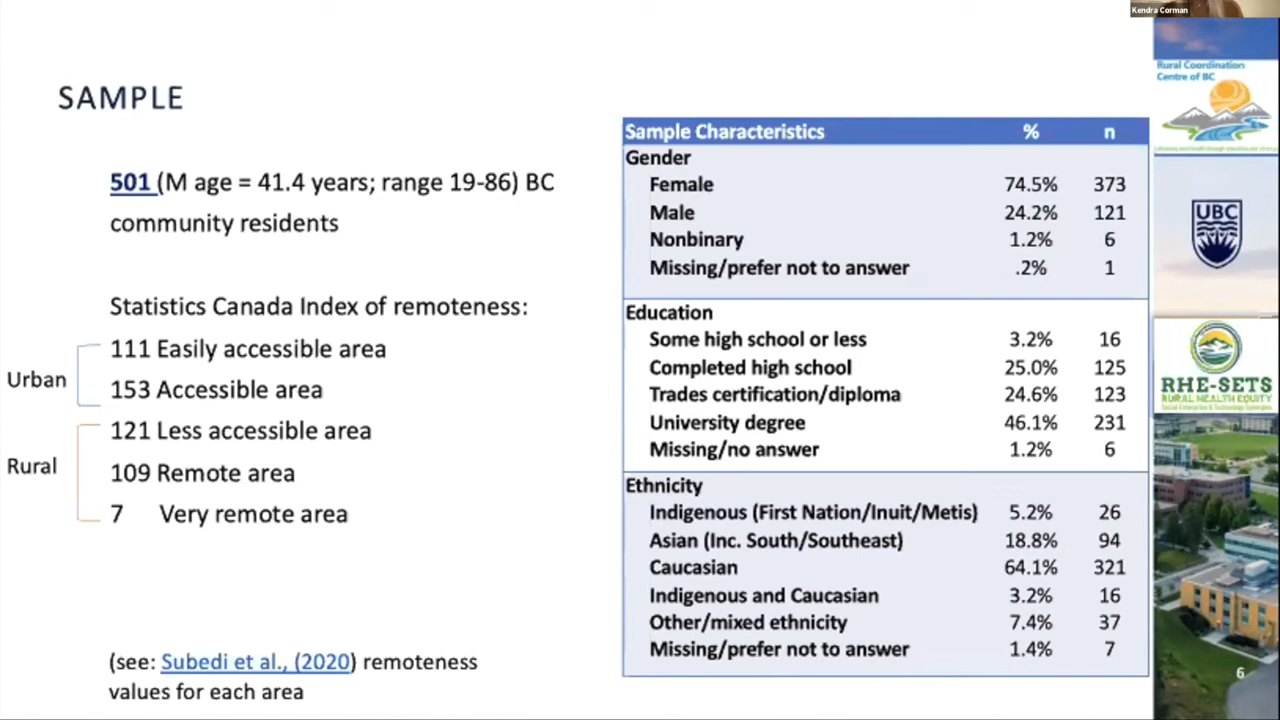 Kendra Corman
SAMPLE
501 (M age = 41.4 years; range 19-86) BC
community residents
Statistics Canada Index of remoteness:
Urban
111 Easily accessible area
153 Accessible area
Rural
121 Less accessible area
109 Remote area
7 Very remote area
(see: Subedi et al., (2020) remoteness
values for each area
Sample Characteristics % n
Gender
Female 74.5% 373
Male 24.2% 121
Nonbinary 1.2% 6
Missing/prefer not to answer .2% 1
Education
Some high school or less 3.2% 16
Completed high school 25.0% 125
Trades certification/diploma 24.6% 123
University degree 46.1% 231
Missing/no answer 1.2% 6
Ethnicity
Indigenous (First Nation/Inuit/Metis) 5.2% 26
Asian (Inc. South/Southeast) 18.8% 94
Caucasian 64.1% 321
Indigenous and Caucasian 3.2% 16
Other/mixed ethnicity 7.4% 37
Missing/prefer not to answer 1.4% 7
Rural Coordination
Centre of BC
UBC
RHE-SETS
RURAL HEALTH EQUITY
6